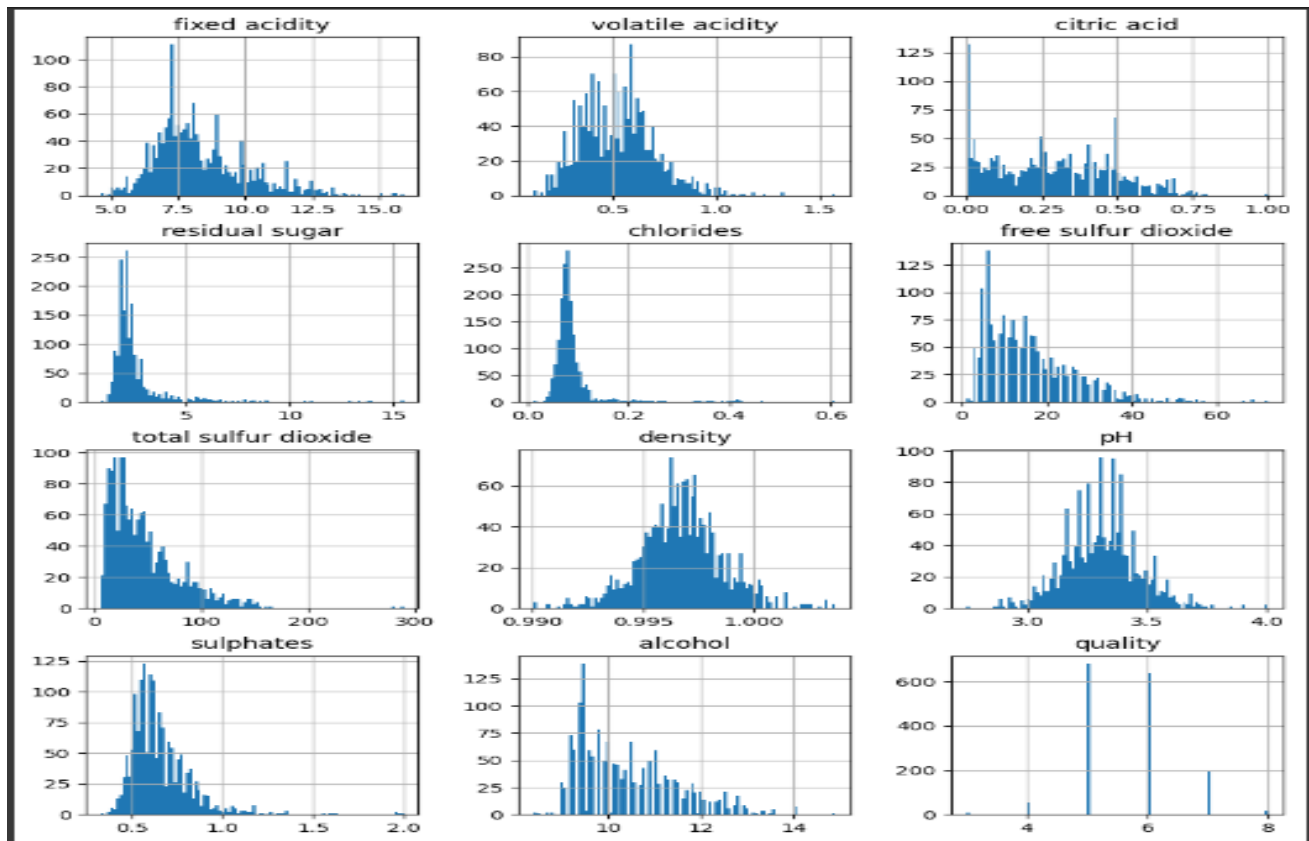 fixed acidity volatile acidity citric acid
100 80 125
80 60 100
60 40 75
40 20 50
20 0 25
0 0
5.0 7.5 10.0 12.5 15.0 0.5 1.0 1.5 0.00 0.25 0.50 0.75 1.00
residual sugar chlorides free sulfur dioxide
250 250 125
200 200 100
150 150 75
100 100 50
50 50 25
0 0 0
5 10 15 0.0 0.2 0.4 0.6 0 20 40 60
total sulfur dioxide density pH
100 60 100
80 40 80
60 20 60
40 0 40
20 20
0 0
0 100 200 300 0.990 0.995 1.000 3.0 3.5 4.0
sulphates alcohol quality
125 125 600
100 100 400
75 75 200
50 50 0
25 25
0 0
0.5 1.0 1.5 2.0 10 12 14 4 6 8